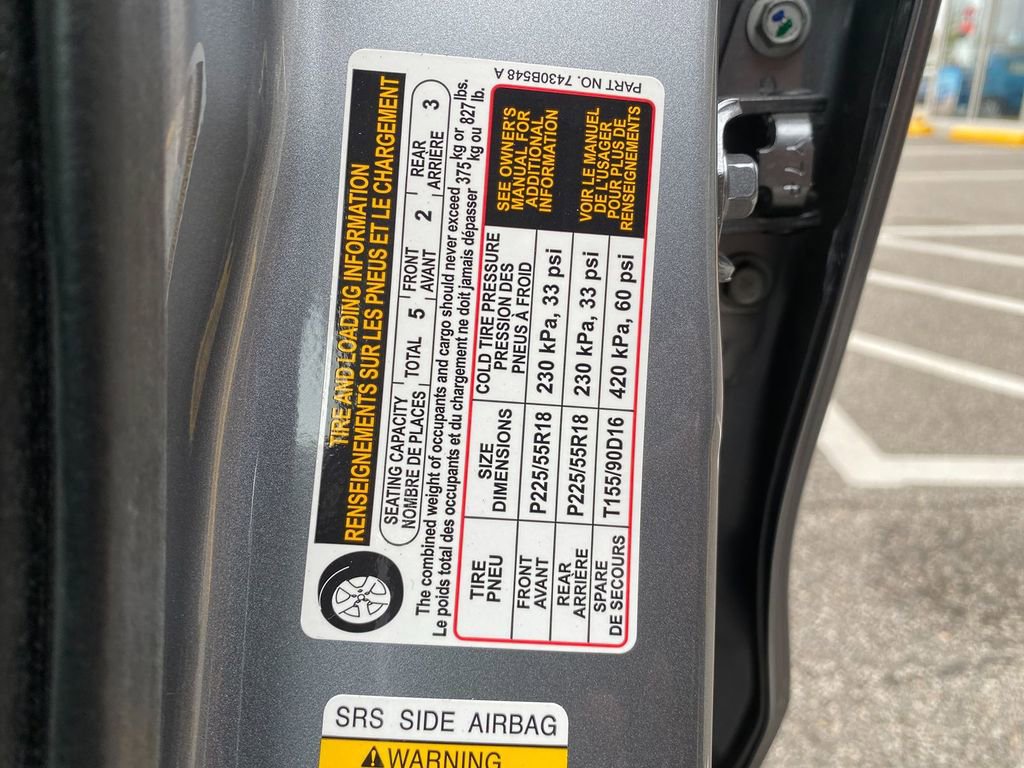 TIRE AND LOADING INFORMATION
RENSEIGNEMENTS SUR LES PNEUS ET LE CHARGEMENT
SEATING CAPACITY
NOMBRE DE PLACES
TOTAL 5
FRONT
AVANT
2
REAR
ARRIÈRE
3
The combined weight of occupants and cargo should never exceed 375 kg or 827 lbs.
Le poids total des occupants et du chargement ne doit jamais dépasser 375 kg ou 827 lb.
TIRE
PNEU
SIZE
DIMENSIONS
COLD TIRE PRESSURE
PRESSION DES
PNEUS À FROID
FRONT
AVANT
P225/55R18
230 kPa, 33 psi
REAR
ARRIÈRE
P225/55R18
230 kPa, 33 psi
SPARE
DE SECOURS
T155/90D16
420 kPa, 60 psi
SEE OWNER'S
MANUAL FOR
ADDITIONAL
INFORMATION
VOIR LE MANUEL
DE L'USAGER
POUR PLUS DE
RENSEIGNEMENTS
PART NO. 7430B548 A
SRS SIDE AIRBAG
WARNING